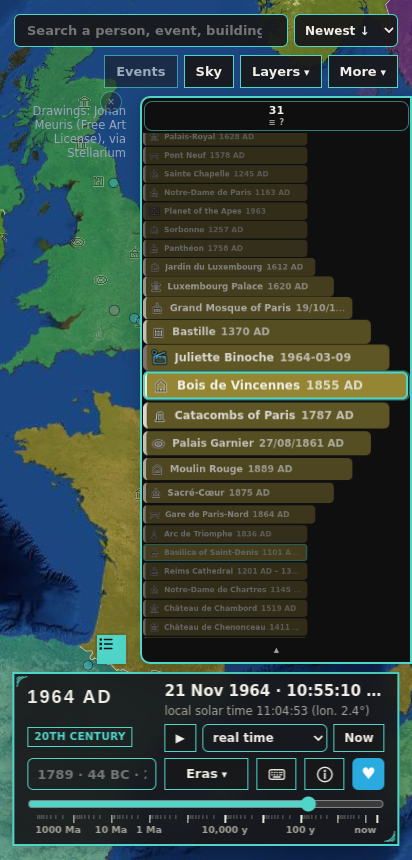 Search a person, event, building
Newest ↓
Events
Sky
Layers ▾
More ▾
Drawings: Johan
Meuris (Free Art
License), via
Stellarium
×
31
≡ ?
Palais-Royal 1628 AD
Pont Neuf 1578 AD
Sainte Chapelle 1245 AD
Notre-Dame de Paris 1163 AD
Planet of the Apes 1963
Sorbonne 1257 AD
Panthéon 1758 AD
Jardin du Luxembourg 1612 AD
Luxembourg Palace 1620 AD
Grand Mosque of Paris 19/10/1...
Bastille 1370 AD
Juliette Binoche 1964-03-09
Bois de Vincennes 1855 AD
Catacombs of Paris 1787 AD
Palais Garnier 27/08/1861 AD
Moulin Rouge 1889 AD
Sacré-Cœur 1875 AD
Gare de Paris-Nord 1864 AD
Arc de Triomphe 1836 AD
Basilica of Saint-Denis 1101 A...
Reims Cathedral 1201 AD – 13...
Notre-Dame de Chartres 1145 ...
Château de Chambord 1519 AD
Château de Chenonceau 1411 ...
▴
1964 AD
21 Nov 1964 · 10:55:10 ...
local solar time 11:04:53 (lon. 2.4°)
20TH CENTURY
▶
real time
Now
1789 · 44 BC ·
Eras ▾
1000 Ma 10 Ma 1 Ma 10,000 y 100 y now